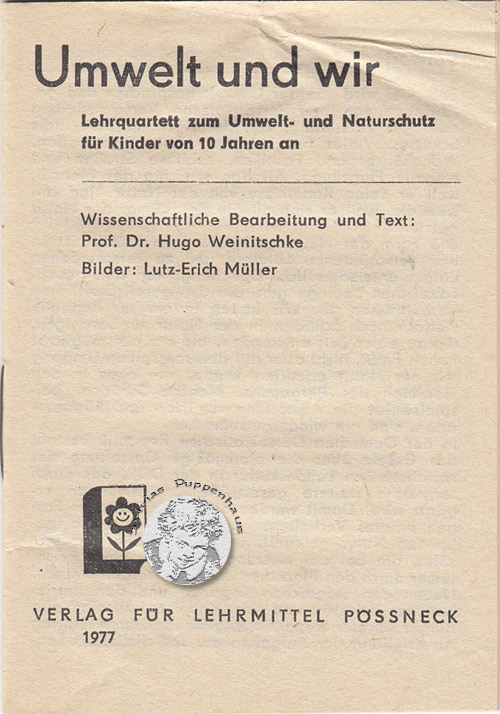 Umwelt und wir
Lehrquartett zum Umwelt- und Naturschutz
für Kinder von 10 Jahren an
Wissenschaftliche Bearbeitung und Text:
Prof. Dr. Hugo Weinitschke
Bilder: Lutz-Erich Müller
Puppenhaus
VERLAG FÜR LEHRMITTEL PÖSSNECK
1977